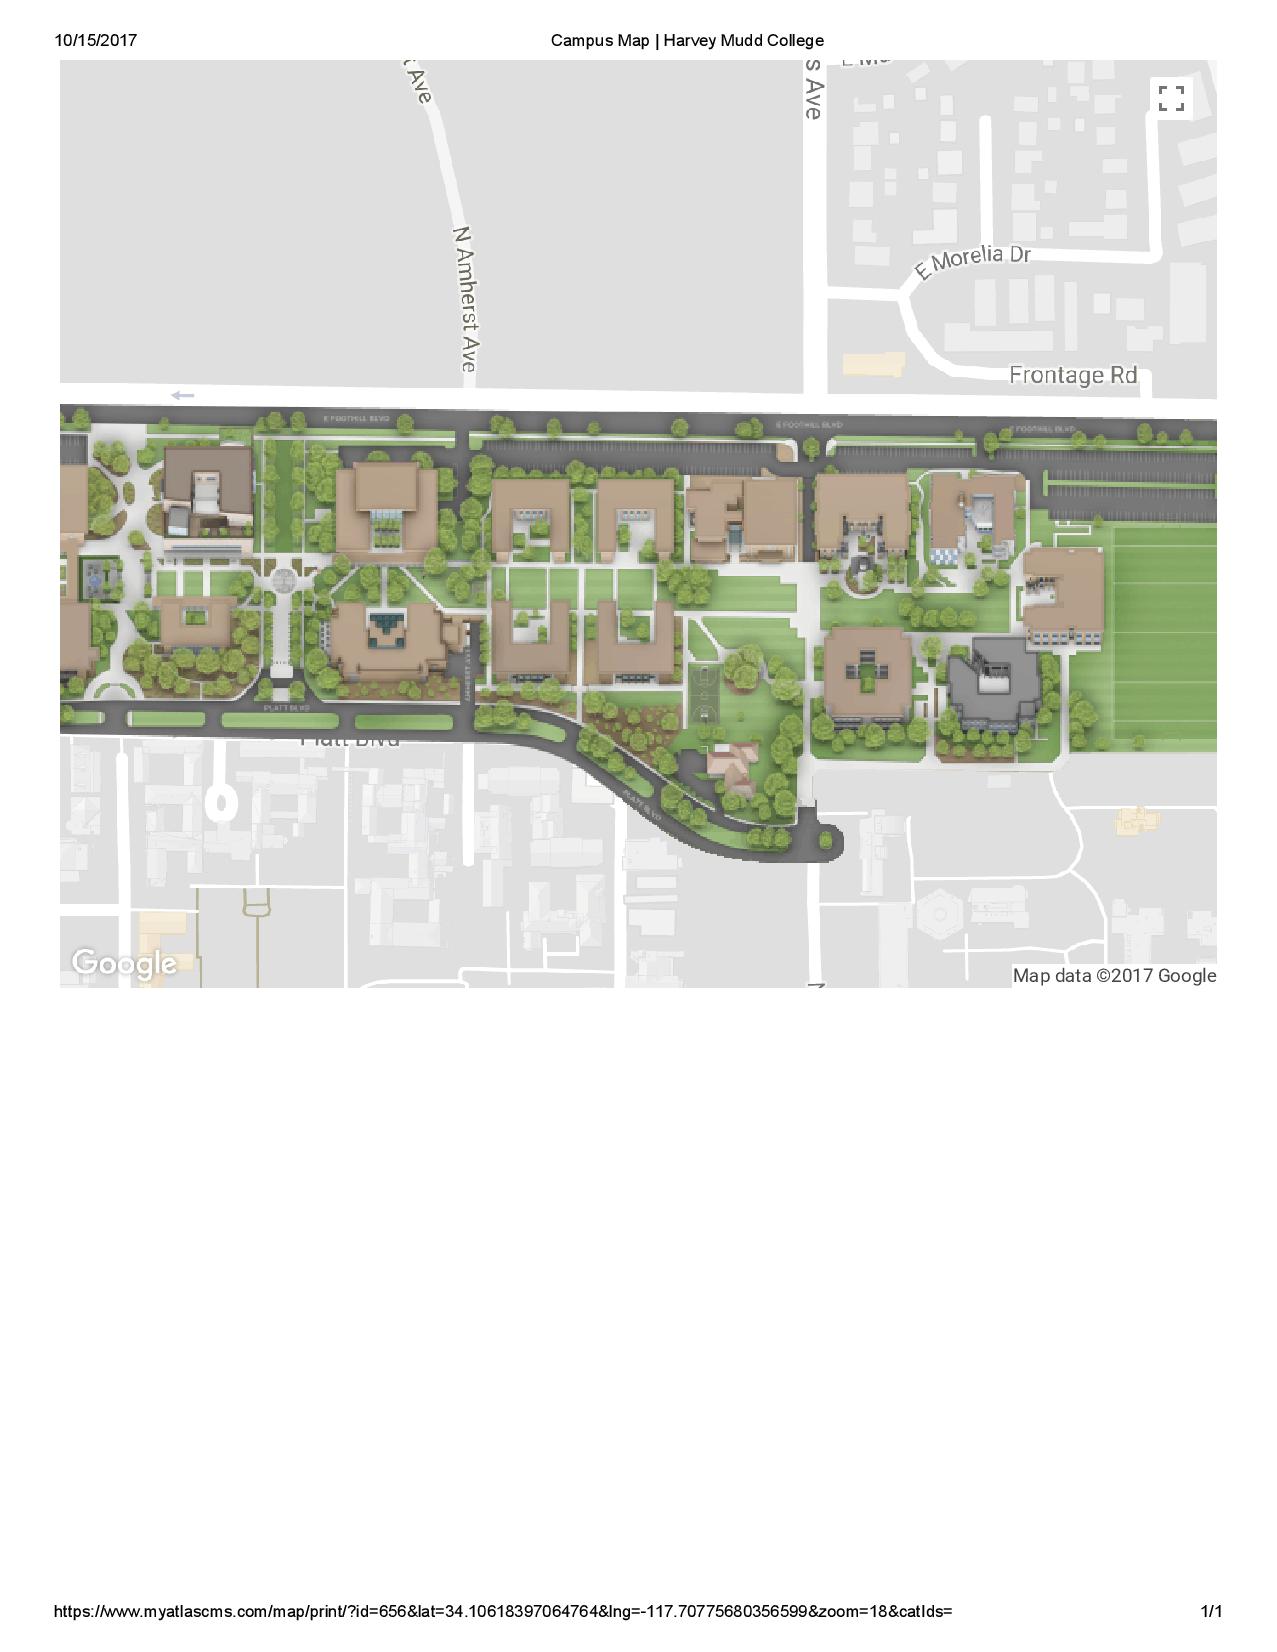 10/15/2017
Campus Map | Harvey Mudd College
Ave
s Ave
N Amherst Ave
E Morelia Dr
Frontage Rd
E FOOTHILL BLVD
E FOOTHILL BLVD
E FOOTHILL BLVD
AMHERST AVE
PLATT BLVD
Platt Blvd
PLATT BLVD
Google
Map data ©2017 Google
https://www.myatlascms.com/map/print/?id=656&lat=34.10618397064764&lng=-117.70775680356599&zoom=18&catIds=
1/1